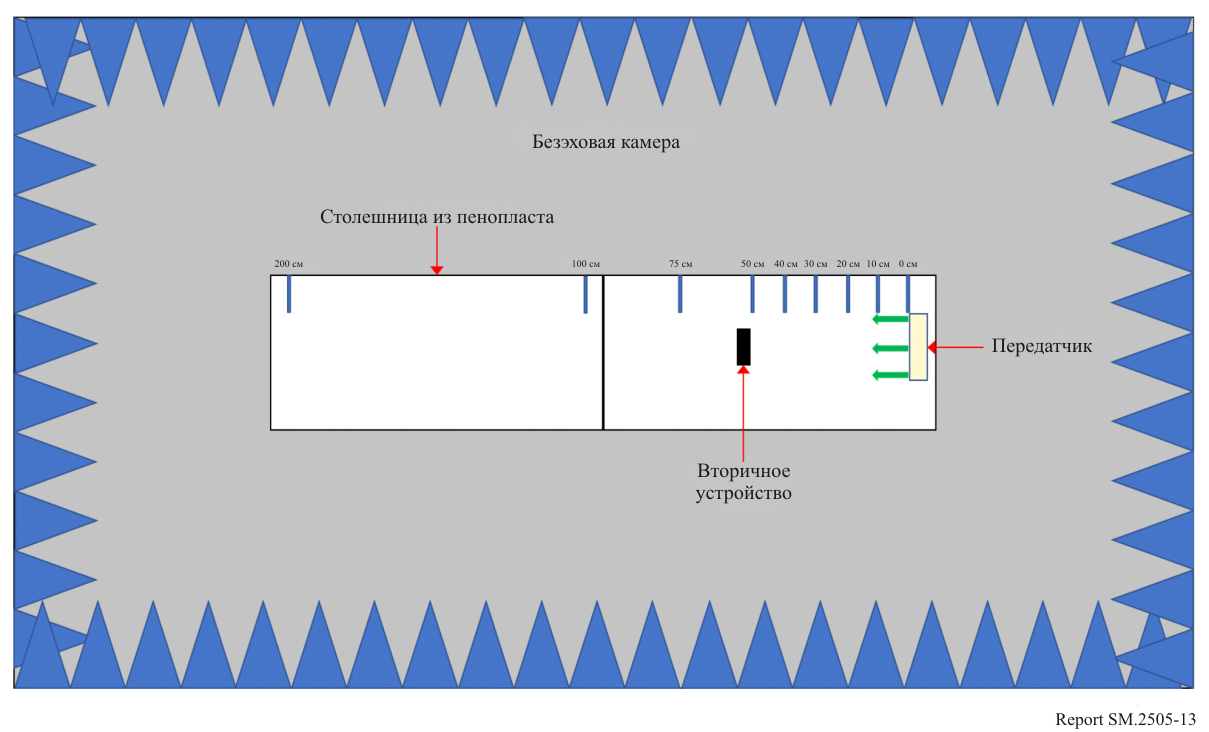 Безэховая камера
Столешница из пенопласта
200 см 100 см 75 см 50 см 40 см 30 см 20 см 10 см 0 см
Передатчик
Вторичное
устройство
Report SM.2505-13